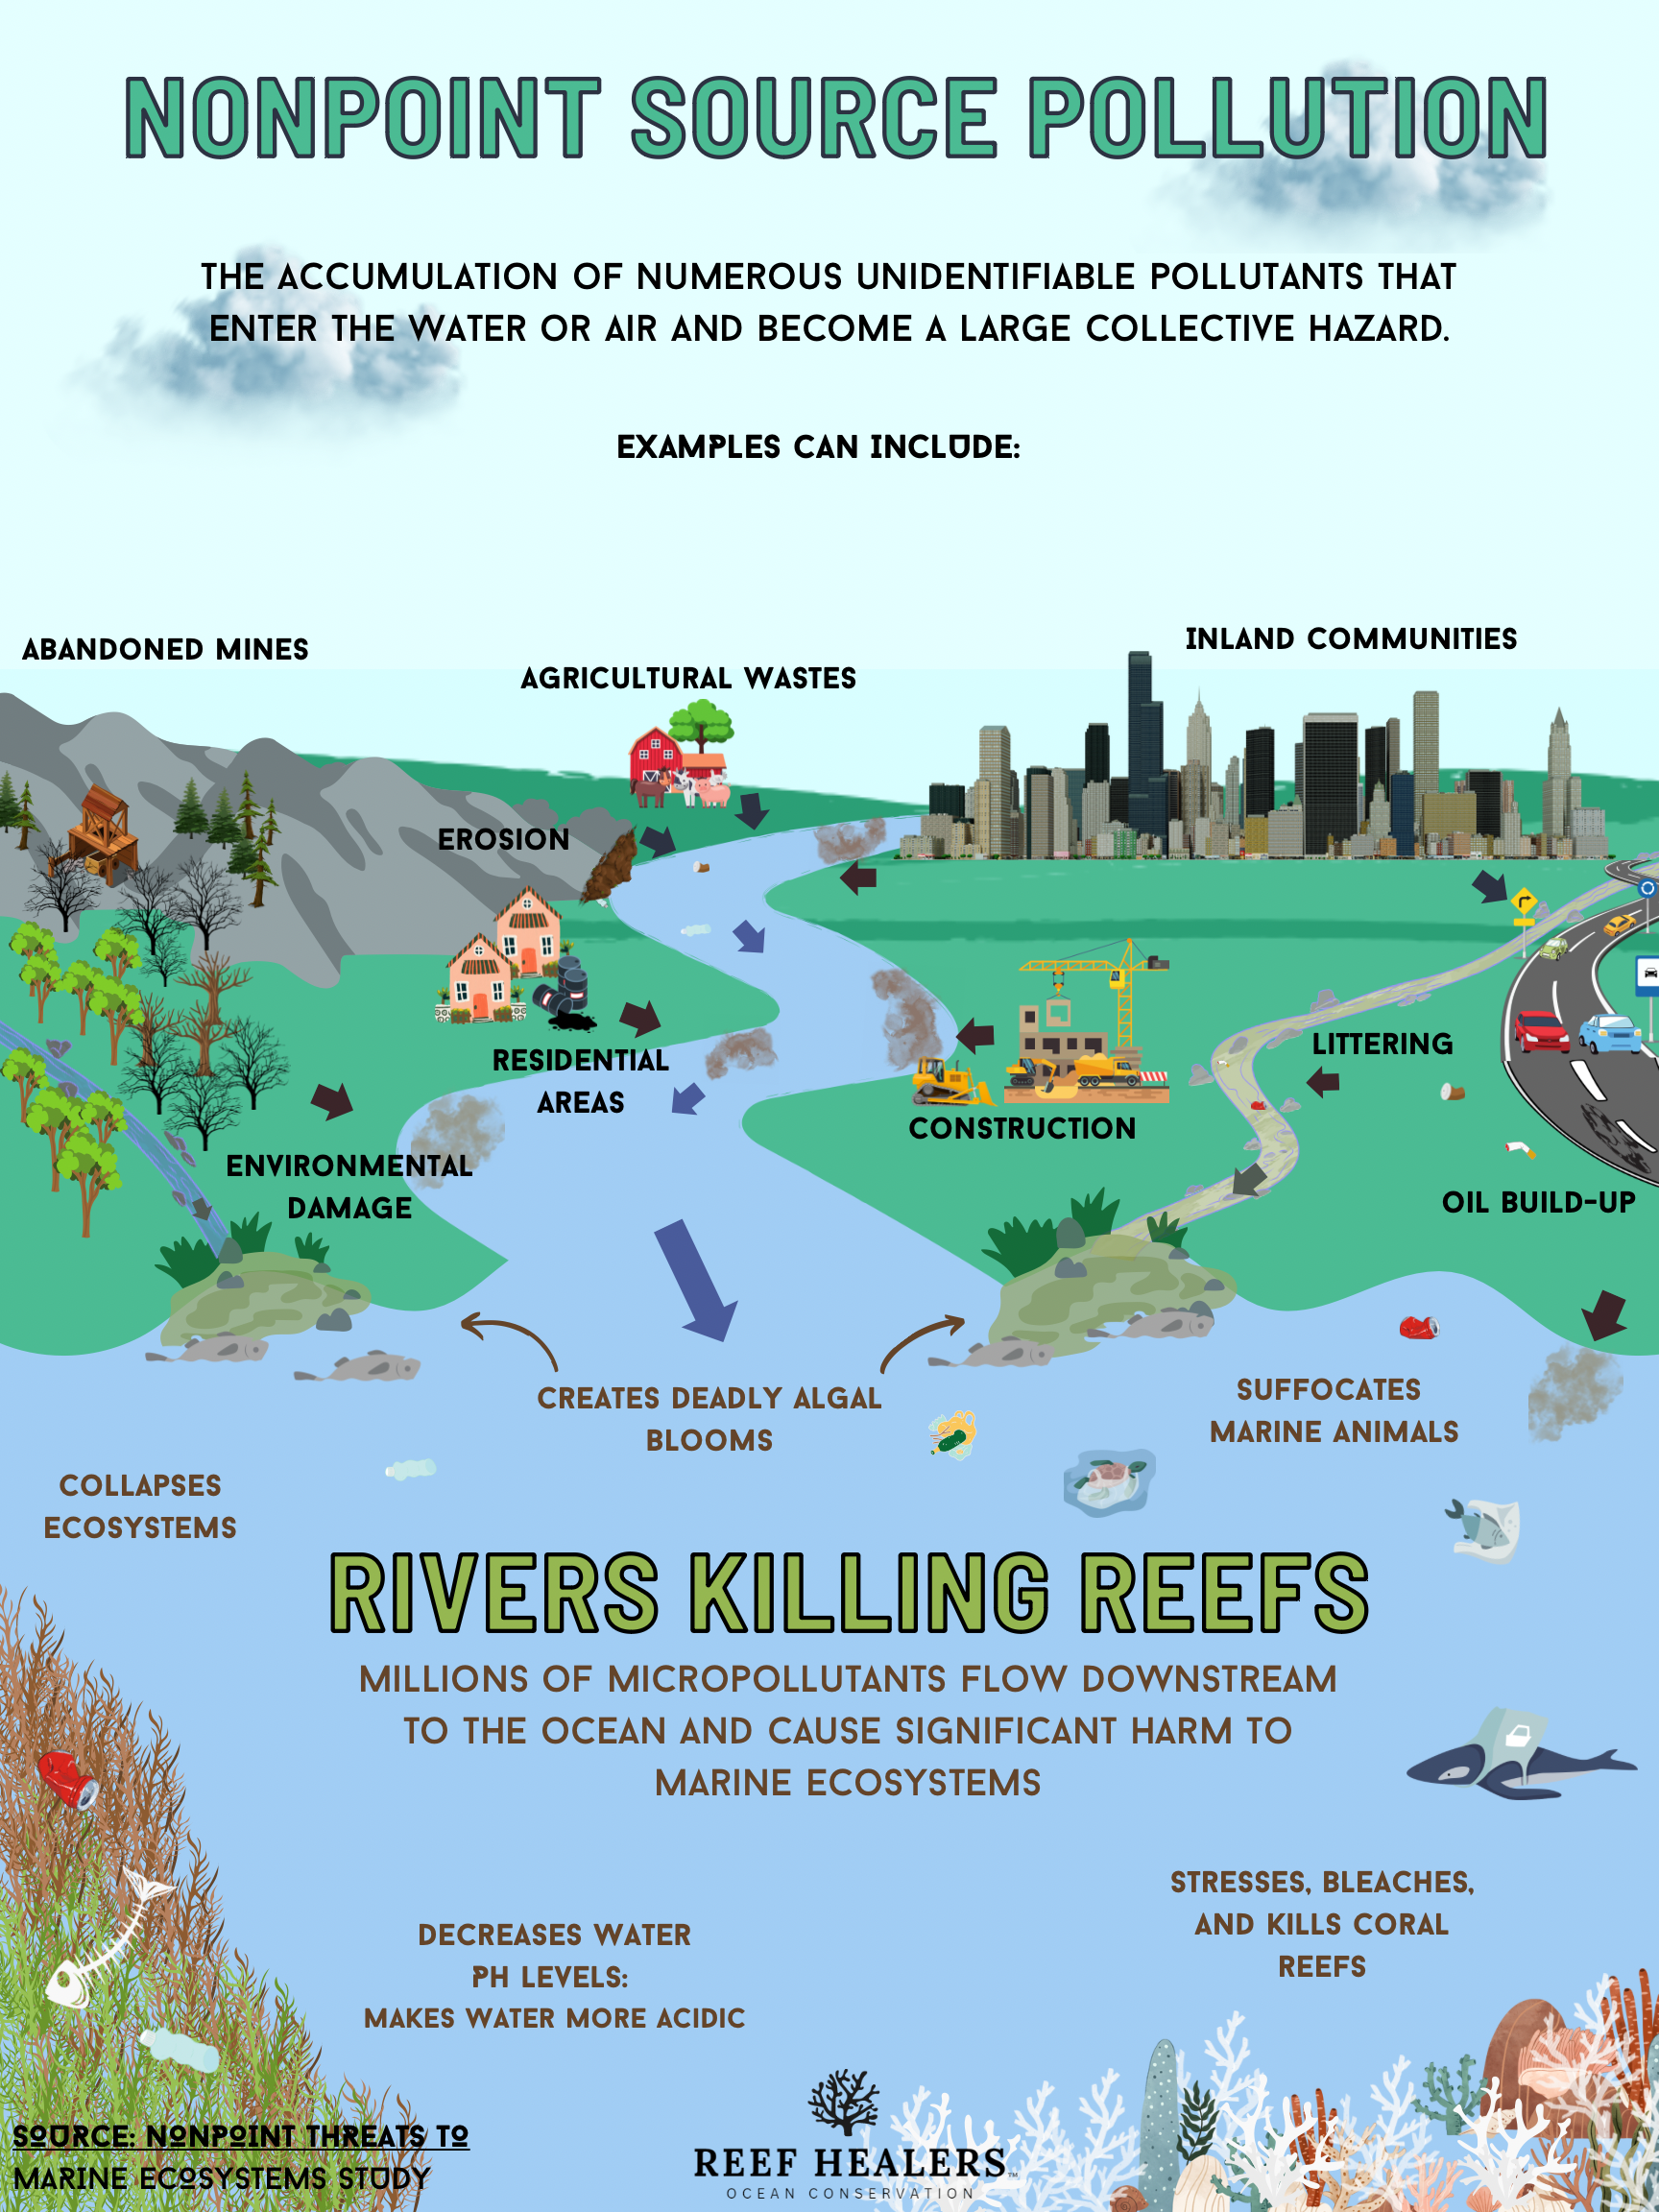 NONPOINT SOURCE POLLUTION
THE ACCUMULATION OF NUMEROUS UNIDENTIFIABLE POLLUTANTS THAT
ENTER THE WATER OR AIR AND BECOME A LARGE COLLECTIVE HAZARD.
EXAMPLES CAN INCLUDE:
ABANDONED MINES
INLAND COMMUNITIES
AGRICULTURAL WASTES
EROSION
LITTERING
RESIDENTIAL
AREAS
CONSTRUCTION
ENVIRONMENTAL
DAMAGE
OIL BUILD-UP
CREATES DEADLY ALGAL
BLOOMS
SUFFOCATES
MARINE ANIMALS
COLLAPSES
ECOSYSTEMS
RIVERS KILLING REEFS
MILLIONS OF MICROPOLLUTANTS FLOW DOWNSTREAM
TO THE OCEAN AND CAUSE SIGNIFICANT HARM TO
MARINE ECOSYSTEMS
STRESSES, BLEACHES,
AND KILLS CORAL
REEFS
DECREASES WATER
PH LEVELS:
MAKES WATER MORE ACIDIC
SOURCE: NONPOINT THREATS TO
MARINE ECOSYSTEMS STUDY
REEF HEALERS™
OCEAN CONSERVATION